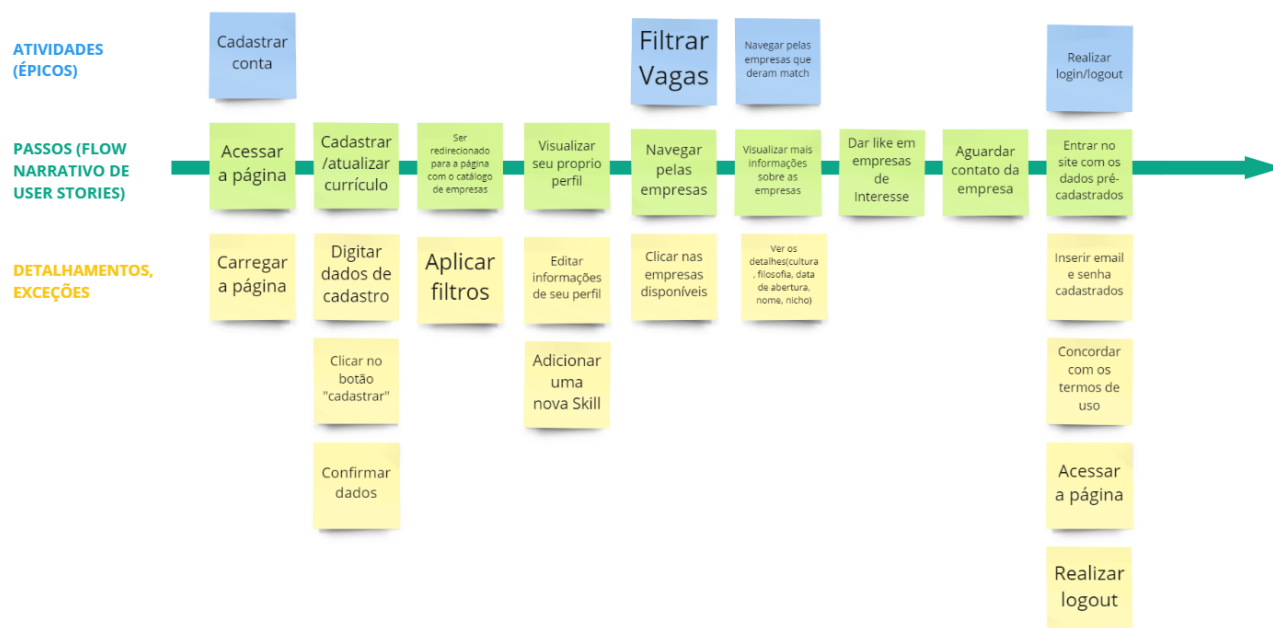 ATIVIDADES
(ÉPICOS)
Cadastrar
conta
Filtrar
Vagas
Navegar pelas
empresas que
deram match
Realizar
login/logout
PASSOS (FLOW
NARRATIVO DE
USER STORIES)
Acessar
a página
Cadastrar
/atualizar
currículo
Ser
redirecionado
para a página
com o catálogo
de empresas
Visualizar
seu proprio
perfil
Navegar
pelas
empresas
Visualizar mais
informações
sobre as
empresas
Dar like em
empresas
de
Interesse
Aguardar
contato da
empresa
Entrar no
site com os
dados pré-
cadastrados
DETALHAMENTOS,
EXCEÇÕES
Carregar
a página
Digitar
dados de
cadastro
Aplicar
filtros
Editar
informações
de seu perfil
Clicar nas
empresas
disponíveis
Ver os
detalhes(cultura
, filosofia, data
de abertura,
nome, nicho)
Inserir email
e senha
cadastrados
Clicar no
botão
"cadastrar"
Adicionar
uma
nova Skill
Concordar
com os
termos de
uso
Confirmar
dados
Acessar
a página
Realizar
logout